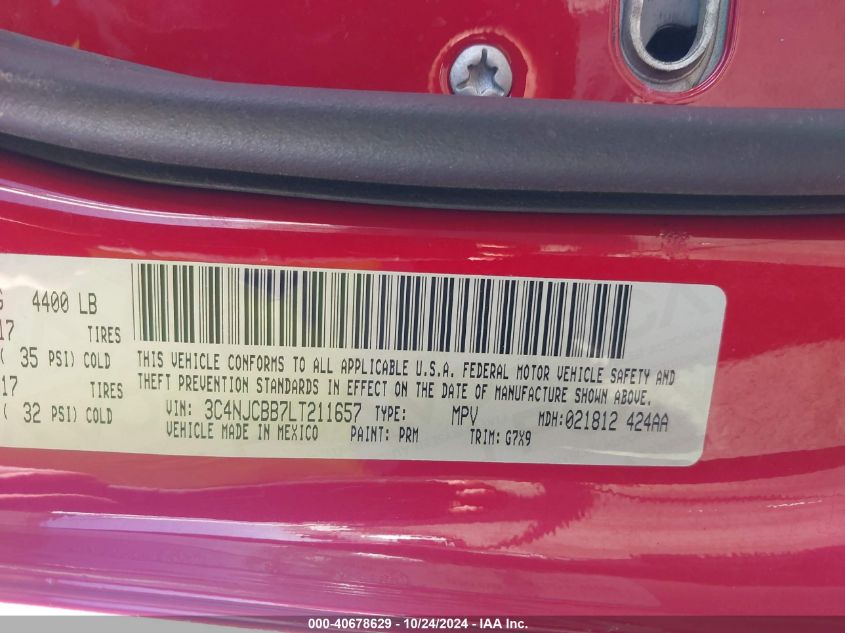 G 4400 LB
17 TIRES
( 35 PSI) COLD
17 TIRES
( 32 PSI) COLD
THIS VEHICLE CONFORMS TO ALL APPLICABLE U.S.A. FEDERAL MOTOR VEHICLE SAFETY AND
THEFT PREVENTION STANDARDS IN EFFECT ON THE DATE OF MANUFACTURE SHOWN ABOVE.
VIN: 3C4NJCBB7LT211657 TYPE: MPV MDH:021812 424AA
VEHICLE MADE IN MEXICO PAINT: PRM TRIM: G7X9
000-40678629 - 10/24/2024 - IAA Inc.